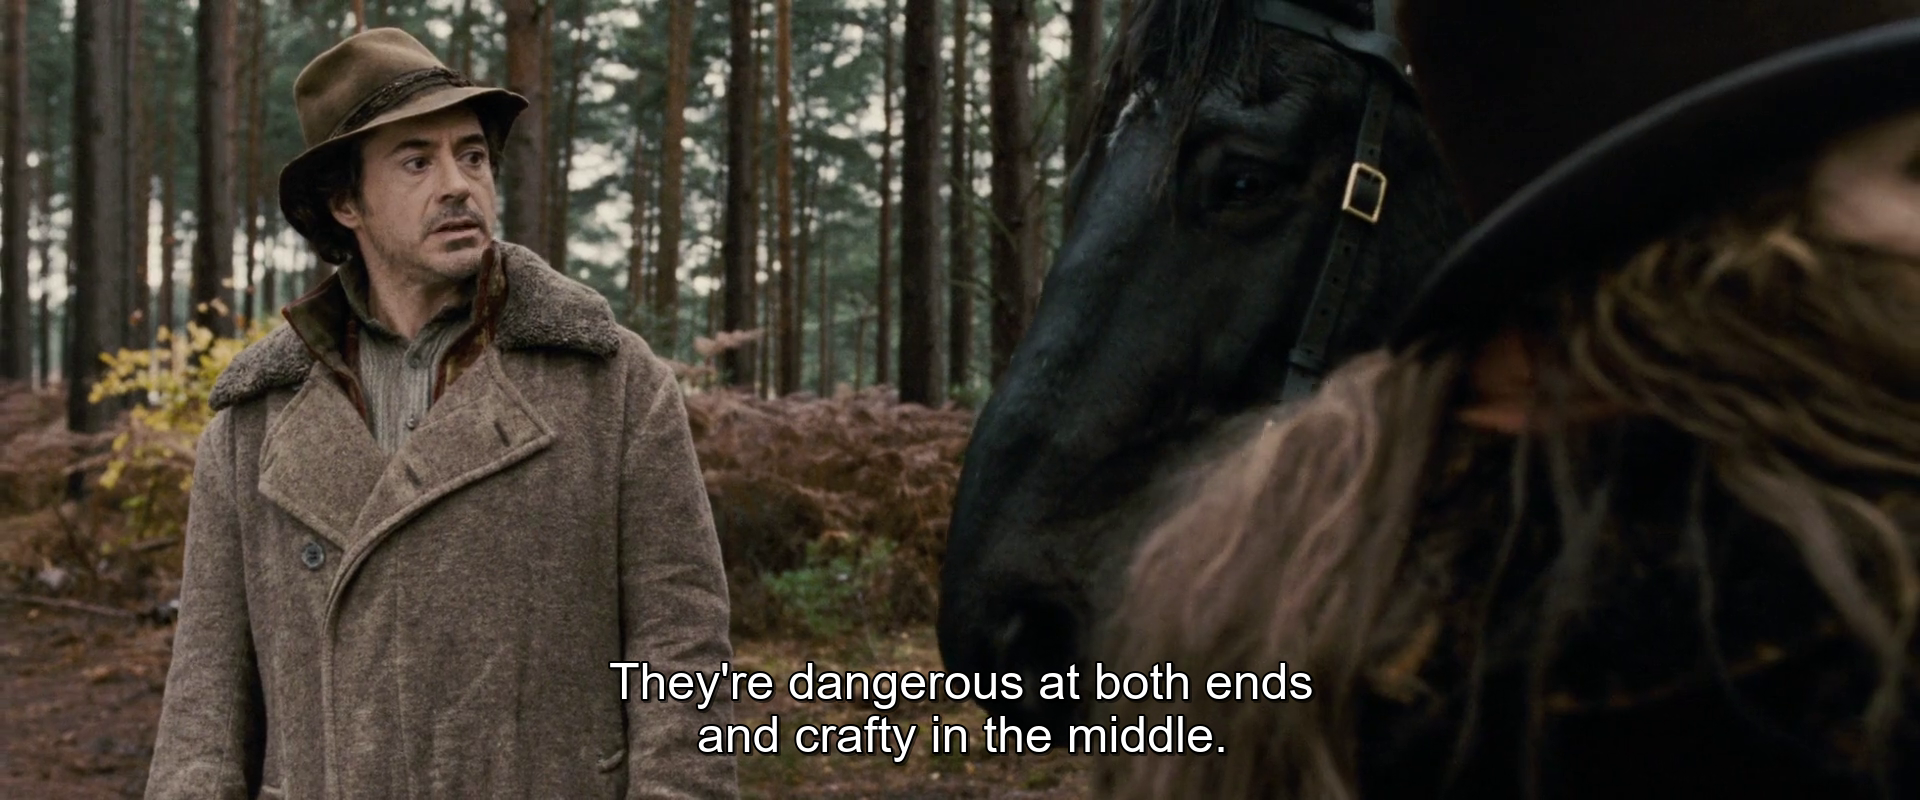 They're dangerous at both ends
and crafty in the middle.